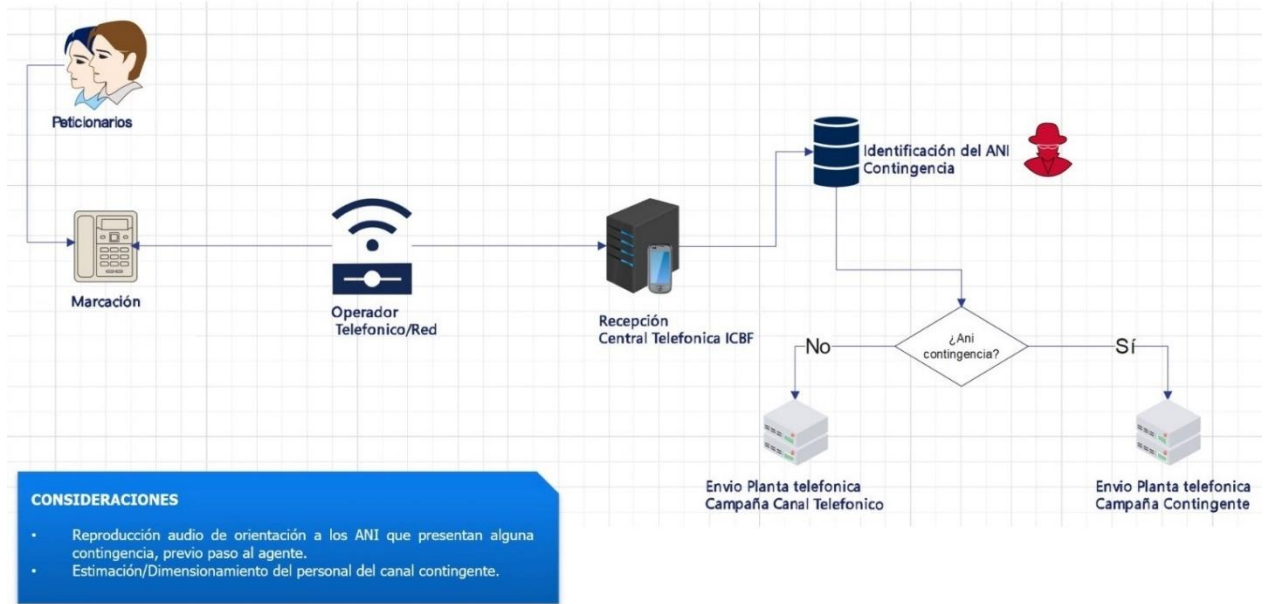 Peticionarios
Marcación
Operador
Telefonico/Red
Recepción
Central Telefonica ICBF
Identificación del ANI
Contingencia
¿Ani
contingencia?
No
Sí
Envio Planta telefonica
Campaña Canal Telefonico
Envio Planta telefonica
Campaña Contingente
CONSIDERACIONES
• Reproducción audio de orientación a los ANI que presentan alguna
contingencia, previo paso al agente.
• Estimación/Dimensionamiento del personal del canal contingente.